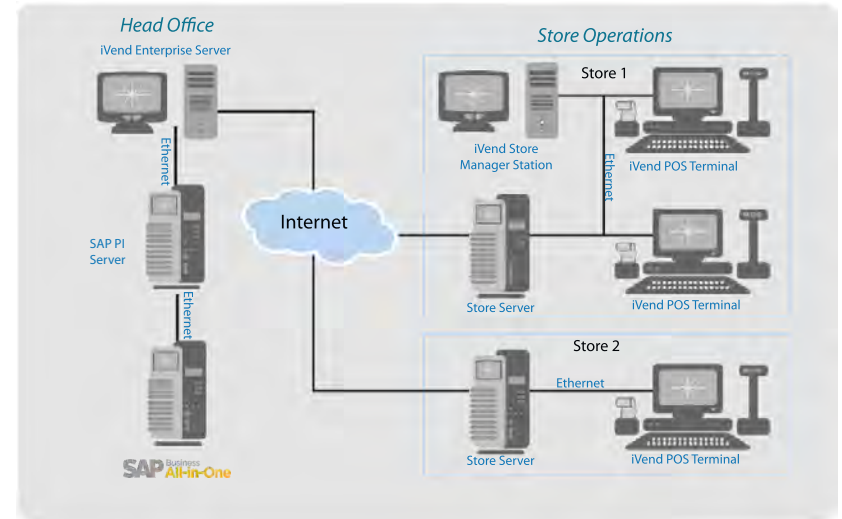 Head Office
iVend Enterprise Server
Ethernet
SAP PI
Server
Ethernet
SAP Business
All-in-One
Internet
Store Operations
Store 1
iVend Store
Manager Station
iVend POS Terminal
Ethernet
Store Server
iVend POS Terminal
Store 2
Ethernet
Store Server
iVend POS Terminal